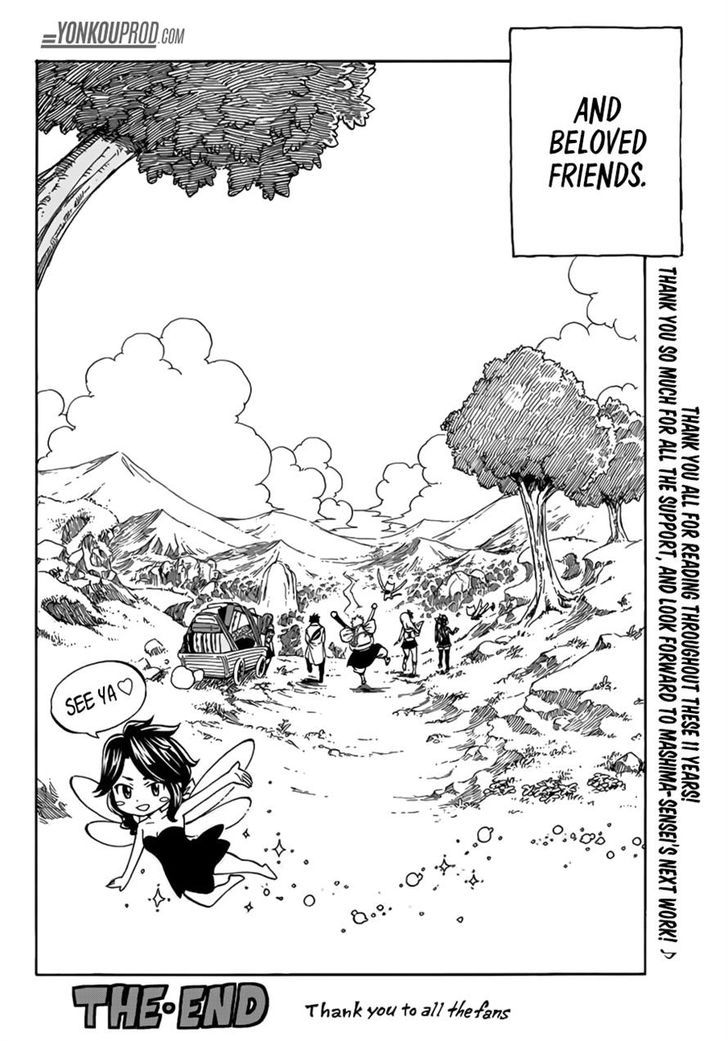 YONKOUPROD.COM
AND
BELOVED
FRIENDS.
THANK YOU ALL FOR READING THROUGHOUT THESE 11 YEARS!
THANK YOU SO MUCH FOR ALL THE SUPPORT, AND LOOK FORWARD TO MASHIMA-SENSEI'S NEXT WORK! ♪
SEE YA♡
THE·END
Thank you to all the fans